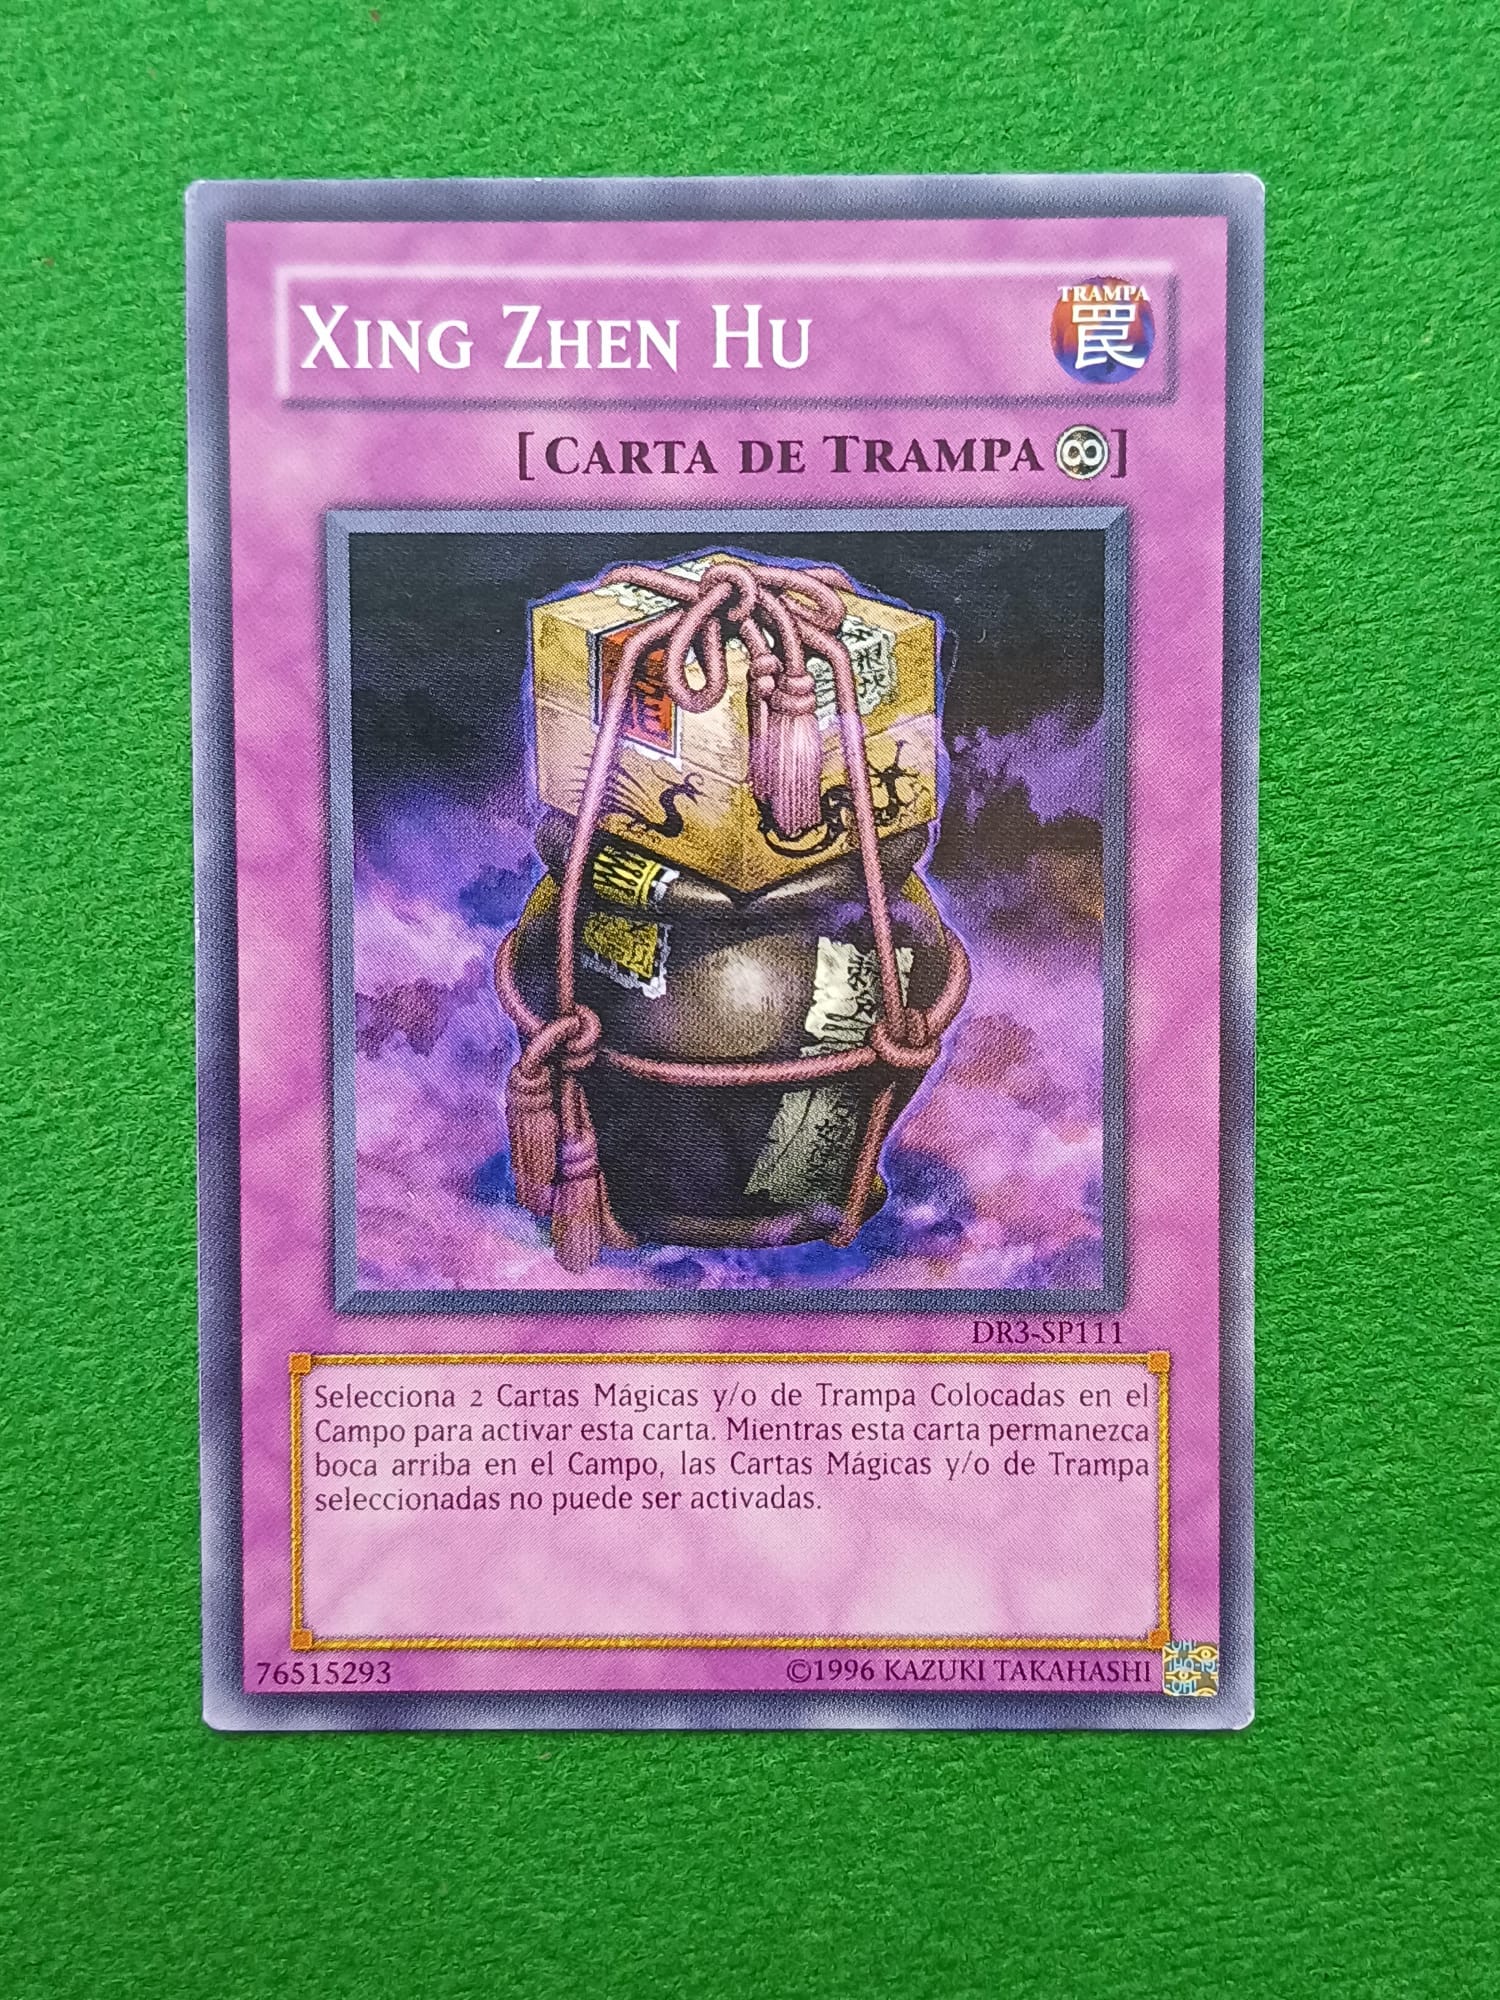 XING ZHEN HU
TRAMPA
罠
[CARTA DE TRAMPA ∞]
DR3-SP111
Selecciona 2 Cartas Mágicas y/o de Trampa Colocadas en el
Campo para activar esta carta. Mientras esta carta permanezca
boca arriba en el Campo, las Cartas Mágicas y/o de Trampa
seleccionadas no puede ser activadas.
76515293
©1996 KAZUKI TAKAHASHI